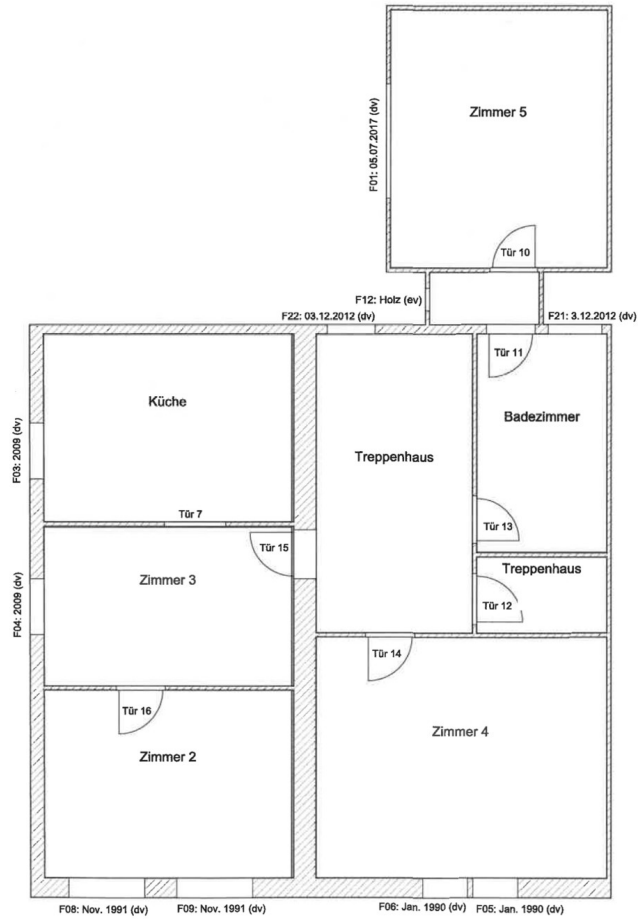 Zimmer 5
F01: 05.07.2017 (dv)
Tür 10
F12: Holz (ev)
F22: 03.12.2012 (dv)
F21: 3.12.2012 (dv)
Tür 11
Küche
Badezimmer
F03: 2009 (dv)
Treppenhaus
Tür 7
Tür 13
Tür 15
Treppenhaus
Zimmer 3
F04: 2009 (dv)
Tür 12
Tür 14
Tür 16
Zimmer 4
Zimmer 2
F08: Nov. 1991 (dv)
F09: Nov. 1991 (dv)
F06: Jan. 1990 (dv)
F05: Jan. 1990 (dv)